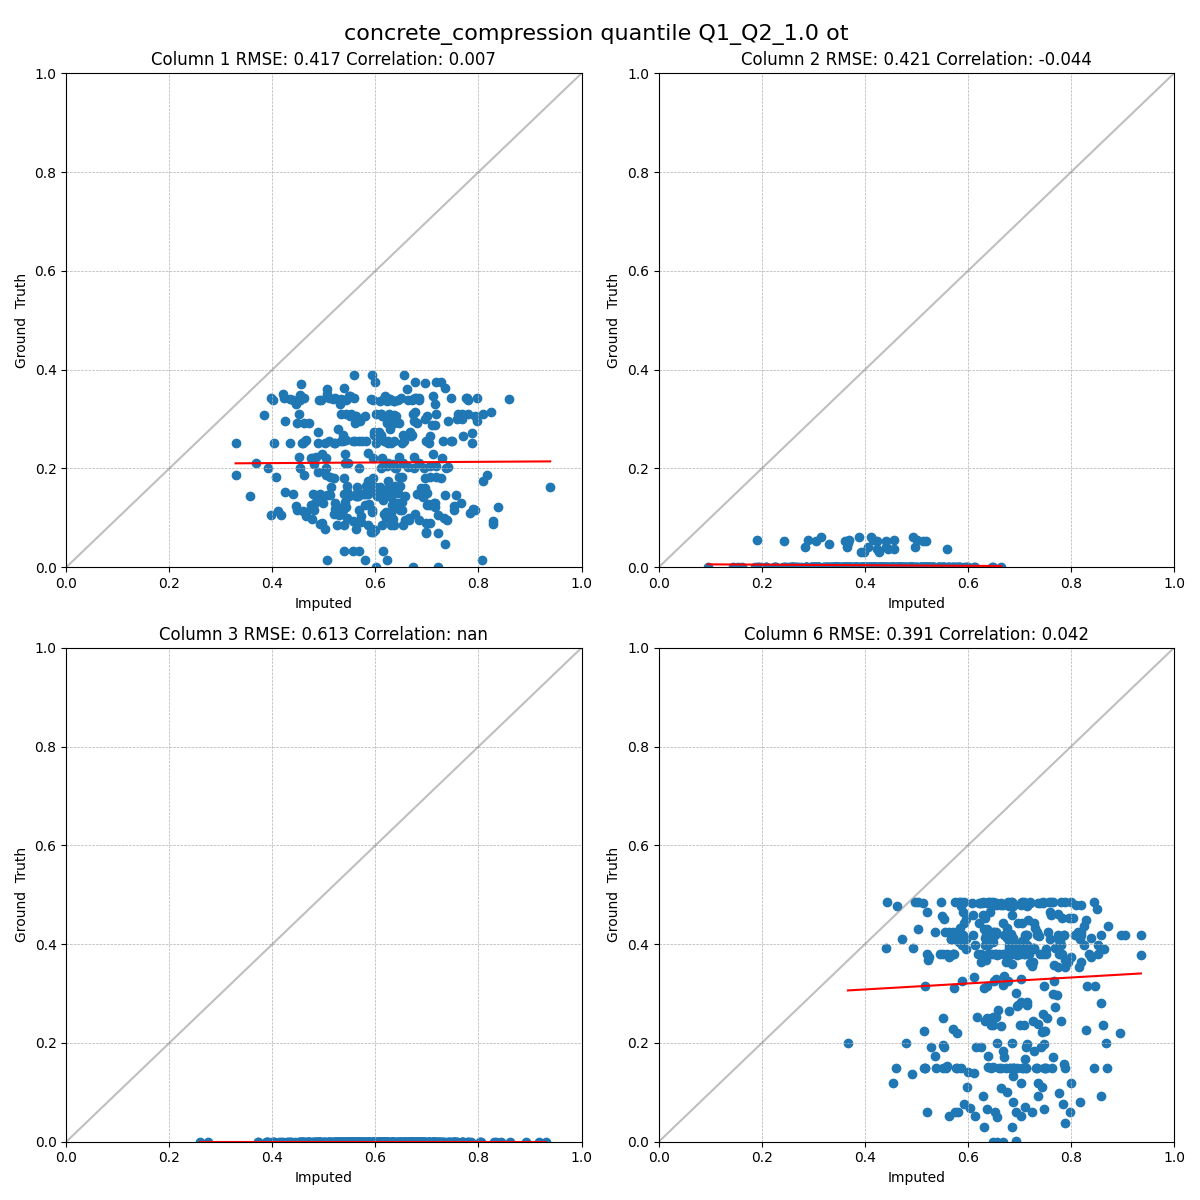 concrete_compression quantile Q1_Q2_1.0 ot
Column 1 RMSE: 0.417 Correlation: 0.007
Column 2 RMSE: 0.421 Correlation: -0.044
1.0
0.8
0.6
0.4
0.2
0.0
Ground Truth
0.0 0.2 0.4 0.6 0.8 1.0
Imputed
1.0
0.8
0.6
0.4
0.2
0.0
Ground Truth
0.0 0.2 0.4 0.6 0.8 1.0
Imputed
Column 3 RMSE: 0.613 Correlation: nan
Column 6 RMSE: 0.391 Correlation: 0.042
1.0
0.8
0.6
0.4
0.2
0.0
Ground Truth
0.0 0.2 0.4 0.6 0.8 1.0
Imputed
1.0
0.8
0.6
0.4
0.2
0.0
Ground Truth
0.0 0.2 0.4 0.6 0.8 1.0
Imputed